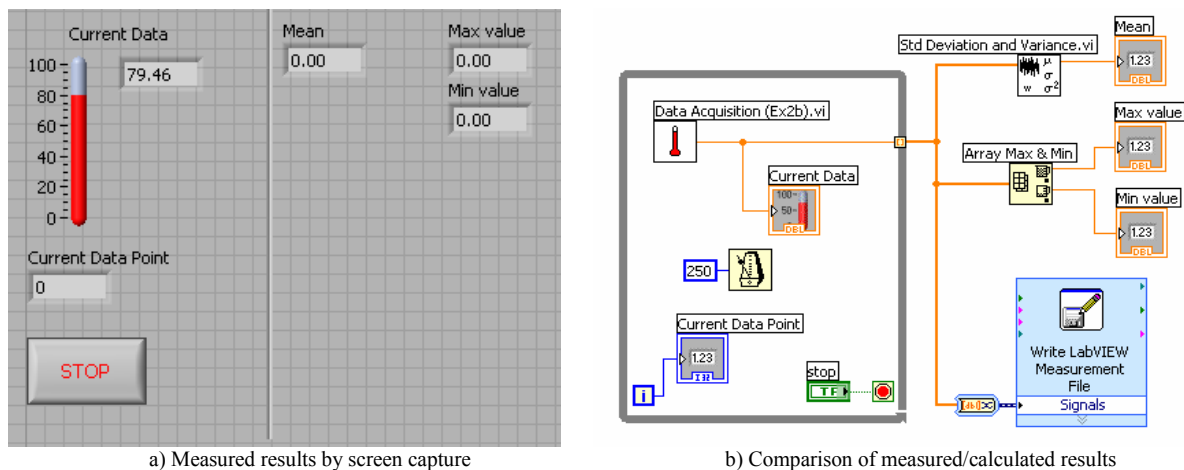 Current Data
79.46
100
80
60
40
20
0
Current Data Point
0
STOP
Mean
0.00
Max value
0.00
Min value
0.00
a) Measured results by screen capture
Data Acquisition (Ex2b).vi
Current Data
100
50
DBL
250
Current Data Point
1.23
I32
i
stop
TF
Std Deviation and Variance.vi
μ
σ
w σ²
Mean
1.23
DBL
Array Max & Min
Max value
1.23
DBL
Min value
1.23
DBL
Write LabVIEW
Measurement
File
Signals
[dbl]
b) Comparison of measured/calculated results